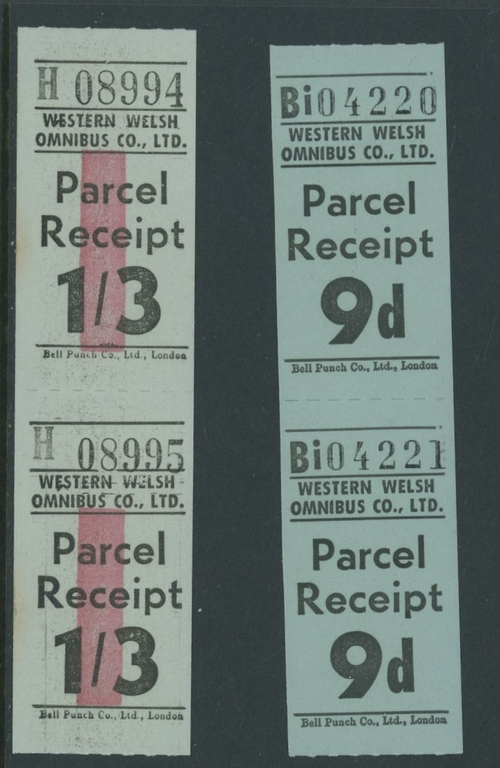 H 08994
WESTERN WELSH
OMNIBUS CO., LTD.
Parcel
Receipt
1/3
Bell Punch Co., Ltd., London
H 08995
WESTERN WELSH
OMNIBUS CO., LTD.
Parcel
Receipt
1/3
Bell Punch Co., Ltd., London
Bi04220
WESTERN WELSH
OMNIBUS CO., LTD.
Parcel
Receipt
9d
Bell Punch Co., Ltd., London
Bi04221
WESTERN WELSH
OMNIBUS CO., LTD.
Parcel
Receipt
9d
Bell Punch Co., Ltd., London